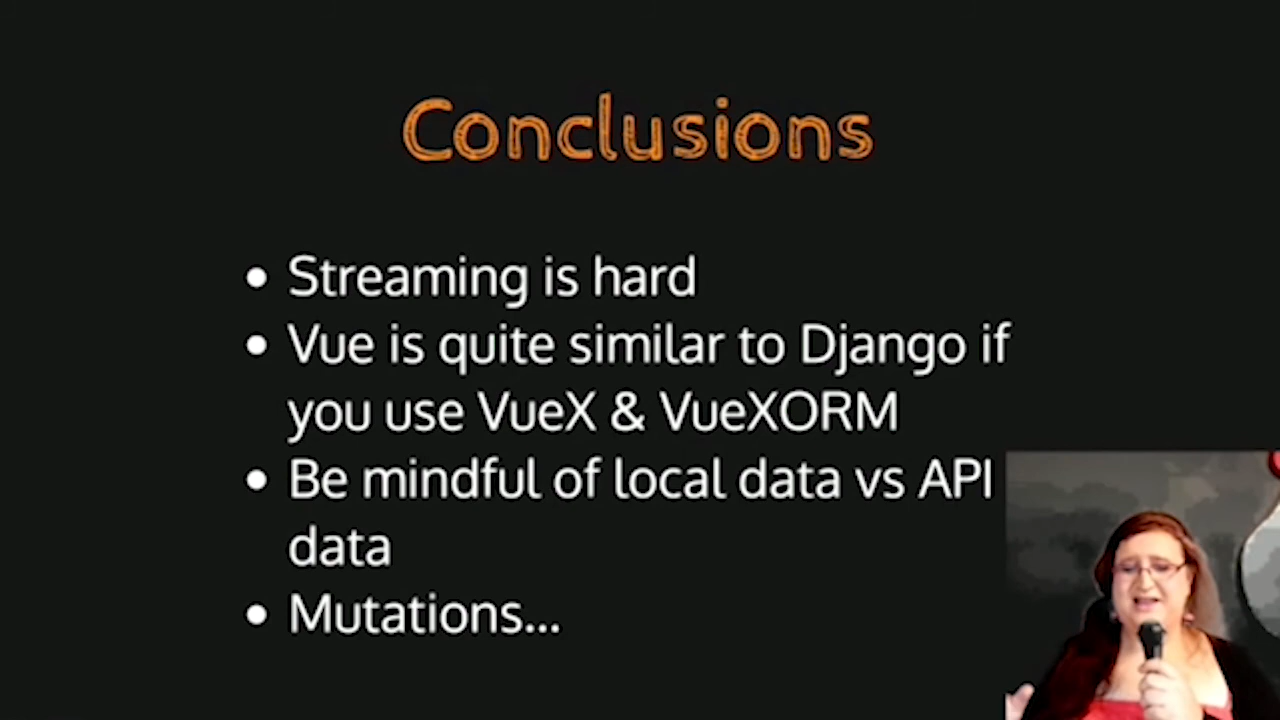 Conclusions
• Streaming is hard
• Vue is quite similar to Django if
you use VueX & VueXORM
• Be mindful of local data vs API
data
• Mutations...